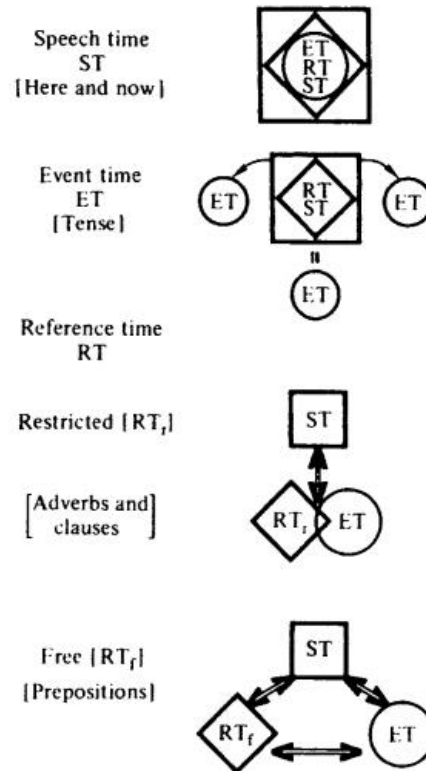 Speech time
ST
[Here and now]
ET
RT
ST
Event time
ET
[Tense]
ET
RT
ST
ET
ET
Reference time
RT
Restricted [RTr]
ST
[Adverbs and
clauses]
RTr
ET
Free [RTf]
[Prepositions]
ST
RTf
ET